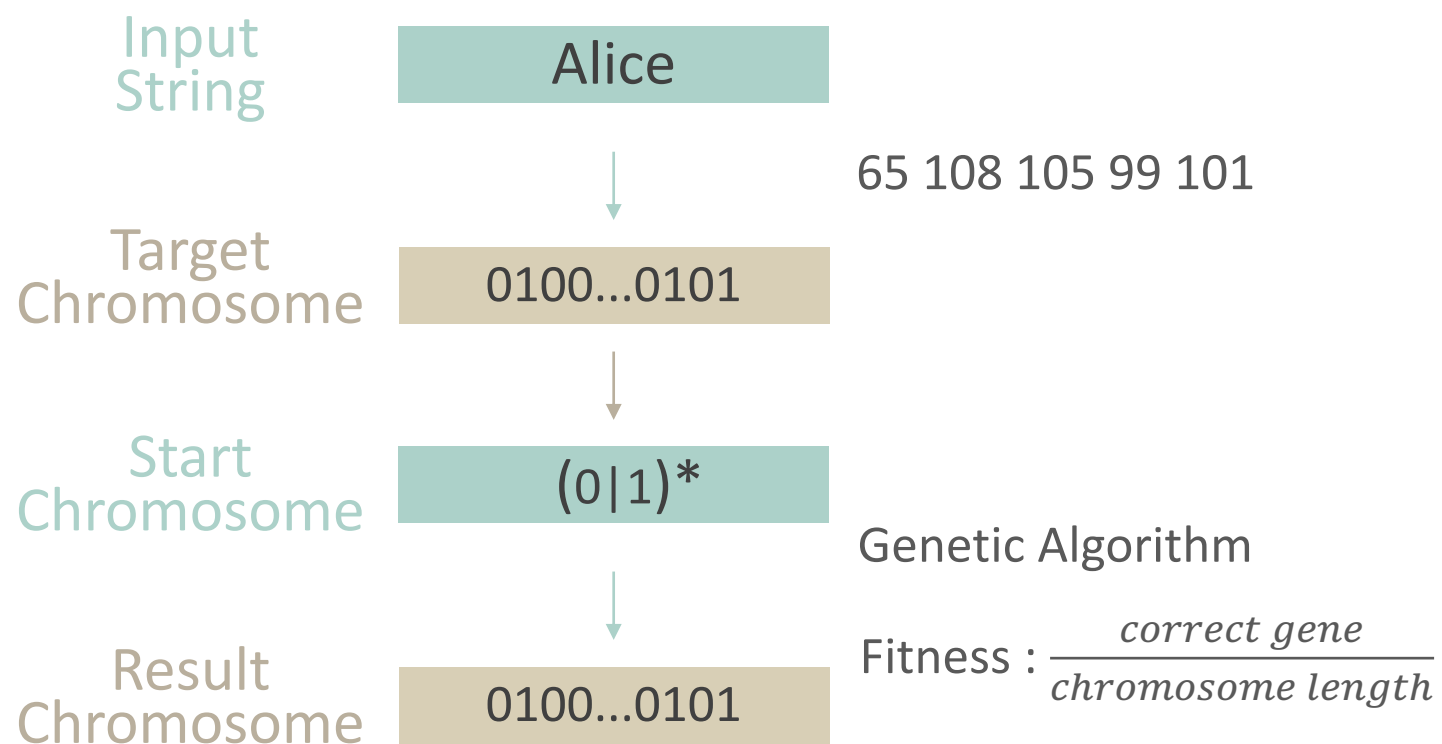 Input
String
Alice
65 108 105 99 101
Target
Chromosome
0100...0101
Start
Chromosome
(0|1)*
Genetic Algorithm
Fitness : correct gene
chromosome length
Result
Chromosome
0100...0101